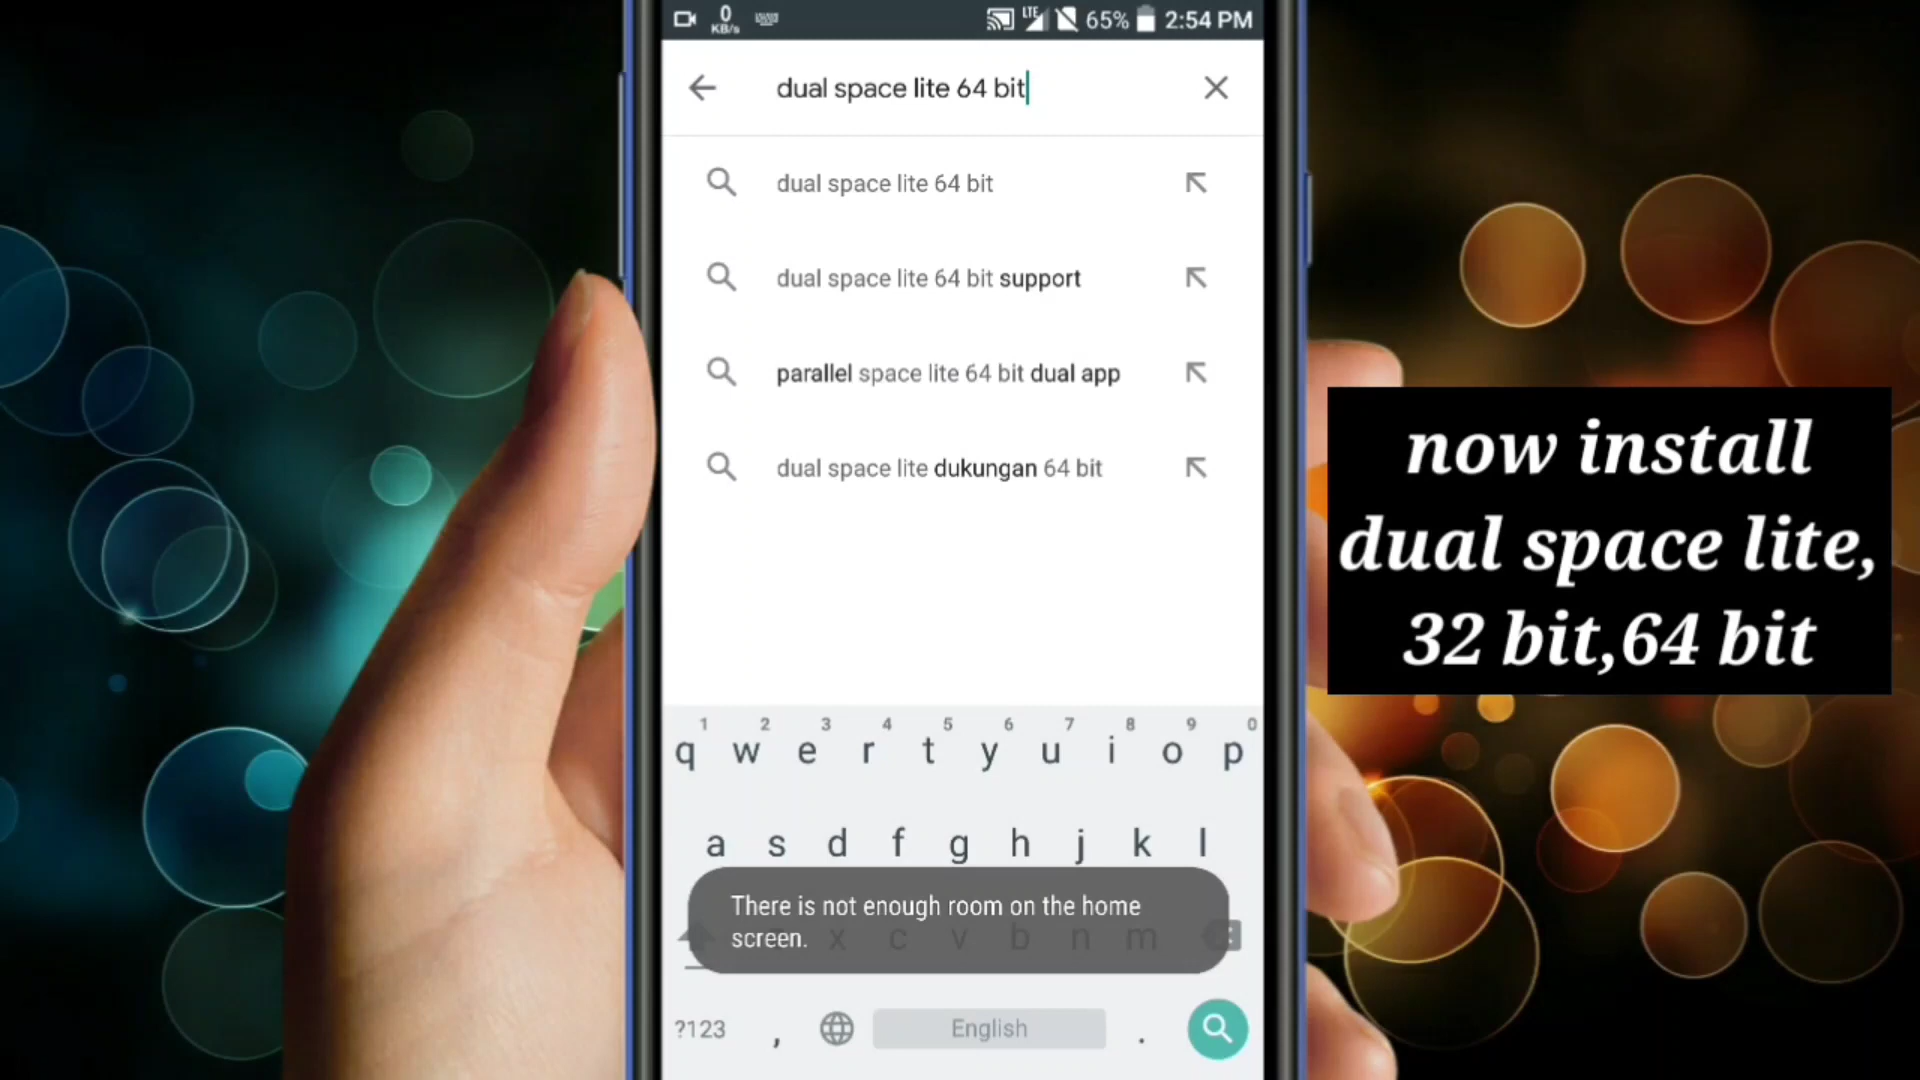 0
KB/s
LTE
65%
2:54 PM
dual space lite 64 bit
dual space lite 64 bit
dual space lite 64 bit support
parallel space lite 64 bit dual app
dual space lite dukungan 64 bit
now install
dual space lite,
32 bit,64 bit
1 2 3 4 5 6 7 8 9 0
q w e r t y u i o p
a s d f g h j k l
x c v b n m
There is not enough room on the home
screen.
?123 , English .